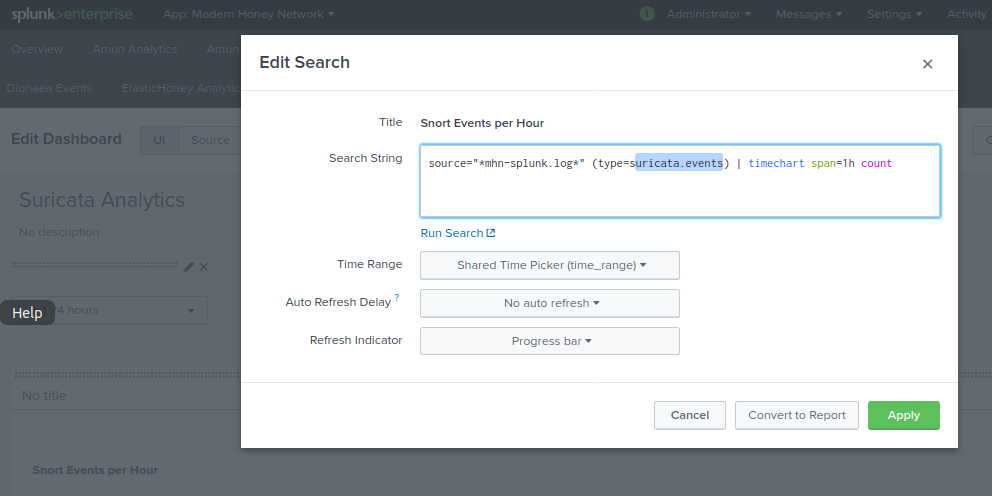 splunk>enterprise App: Modern Honey Network i Administrator Messages Settings Activity
Overview Amun Analytics Amun
Dionaea Events ElasticHoney Analytic
Edit Dashboard UI Source
Suricata Analytics
No description
24 hours
Help
No title
Snort Events per Hour
Edit Search
Title Snort Events per Hour
Search String source="*mhn-splunk.log*" (type=suricata.events) | timechart span=1h count
Run Search
Time Range Shared Time Picker (time_range)
Auto Refresh Delay ? No auto refresh
Refresh Indicator Progress bar
Cancel Convert to Report Apply